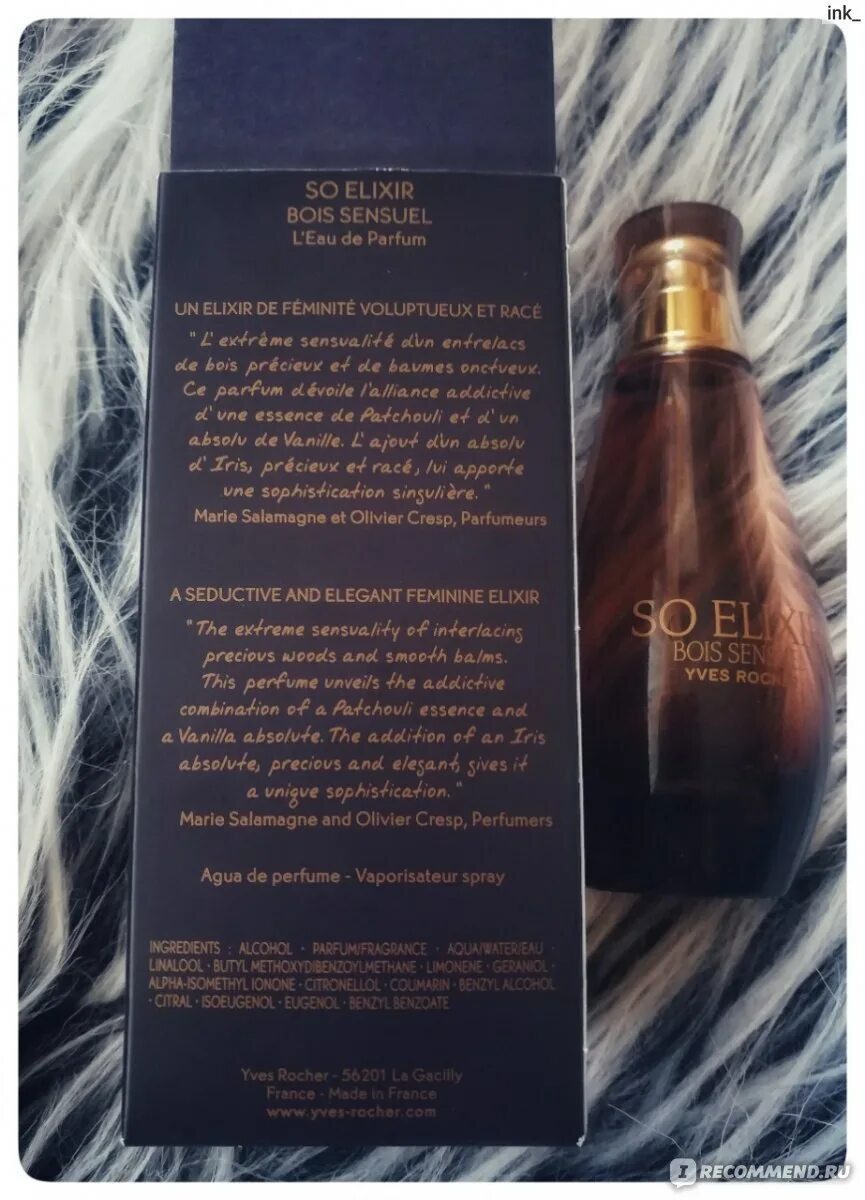 ink_
SO ELIXIR
BOIS SENSUEL
L'Eau de Parfum
UN ELIXIR DE FÉMINITÉ VOLUPTUEUX ET RACÉ
"L'extrême sensualité d'un entrelacs
de bois précieux et de baumes onctueux.
Ce parfum dévoile l'alliance addictive
d'une essence de Patchouli et d'un
absolu de Vanille. L'ajout d'un absolu
d'Iris, précieux et racé, lui apporte
une sophistication singulière."
Marie Salamagne et Olivier Cresp, Parfumeurs
A SEDUCTIVE AND ELEGANT FEMININE ELIXIR
"The extreme sensuality of interlacing
precious woods and smooth balms.
This perfume unveils the addictive
combination of a Patchouli essence and
a Vanilla absolute. The addition of an Iris
absolute, precious and elegant, gives it
a unique sophistication."
Marie Salamagne and Olivier Cresp, Perfumers
Agua de perfume - Vaporisateur spray
INGREDIENTS : ALCOHOL · PARFUM/FRAGRANCE · AQUA/WATER/EAU ·
LINALOOL · BUTYL METHOXYDIBENZOYLMETHANE · LIMONENE · GERANIOL ·
ALPHA-ISOMETHYL IONONE · CITRONELLOL · COUMARIN · BENZYL ALCOHOL
· CITRAL · ISOEUGENOL · EUGENOL · BENZYL BENZOATE
Yves Rocher - 56201 La Gacilly
France - Made in France
www.yves-rocher.com
SO ELIXI
BOIS SENS
YVES ROCH
I RECOMMEND.RU